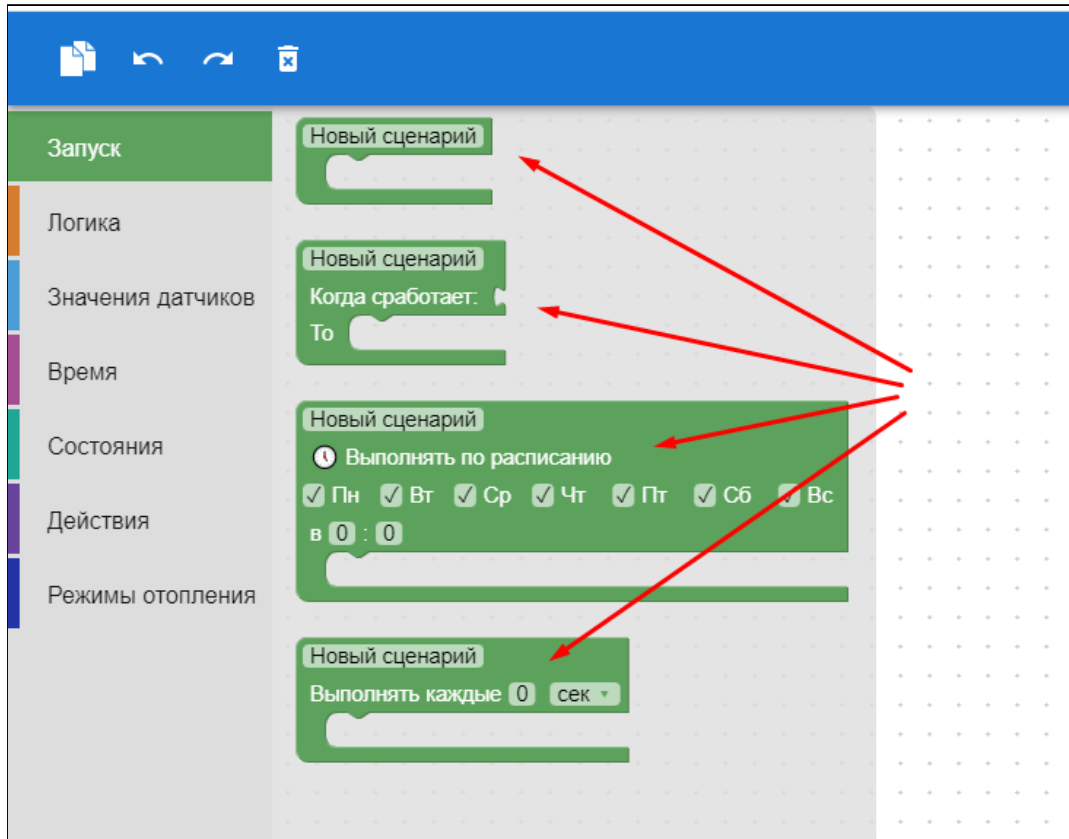 Запуск
Логика
Значения датчиков
Время
Состояния
Действия
Режимы отопления
Новый сценарий
Новый сценарий
Когда сработает:
То
Новый сценарий
Выполнять по расписанию
Пн Вт Ср Чт Пт Сб Вс
в 0 : 0
Новый сценарий
Выполнять каждые 0 сек